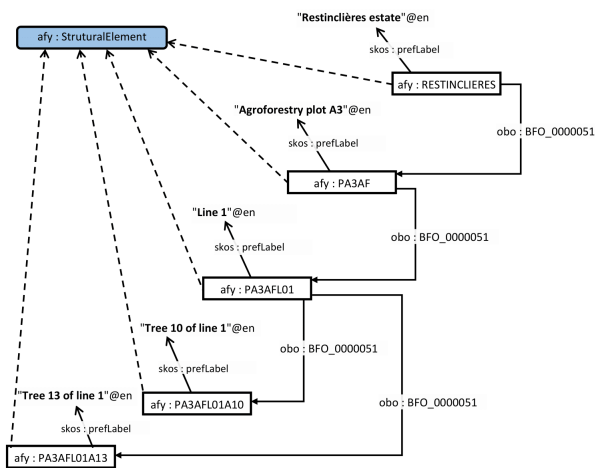 "Restinclières estate"@en
afy : StruturalElement
skos : prefLabel
afy : RESTINCLIERES
"Agroforestry plot A3"@en
obo : BFO_0000051
skos : prefLabel
afy : PA3AF
"Line 1"@en
obo : BFO_0000051
skos : prefLabel
afy : PA3AFL01
"Tree 10 of line 1"@en
obo : BFO_0000051
skos : prefLabel
"Tree 13 of line 1"@en
afy : PA3AFL01A10
obo : BFO_0000051
skos : prefLabel
afy : PA3AFL01A13